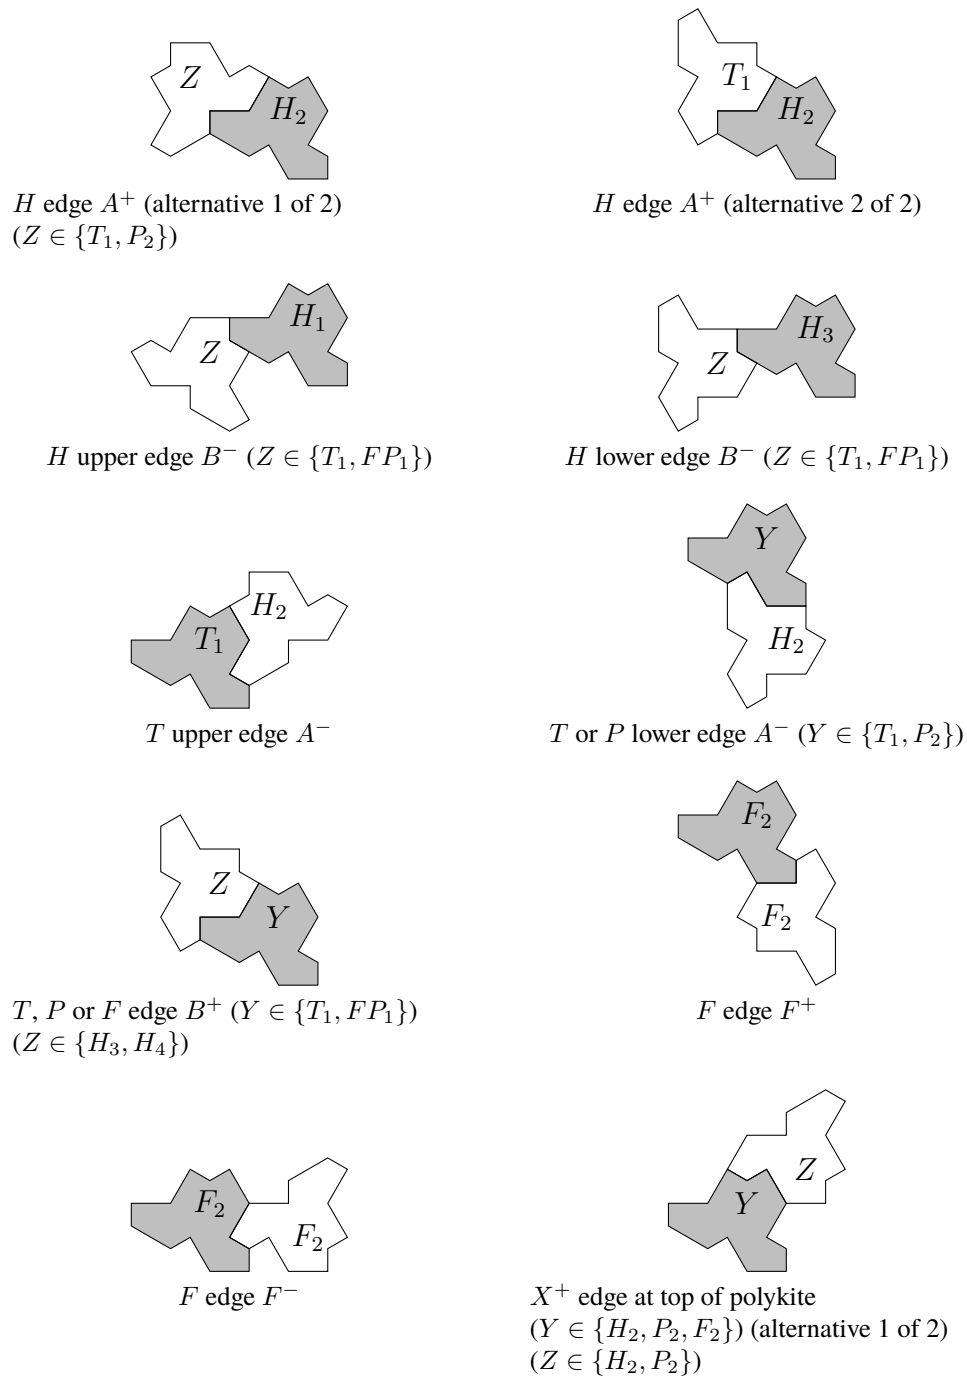 Z
H₂
T₁
H₂
H edge A⁺ (alternative 1 of 2)
(Z ∈ {T₁, P₂})
H edge A⁺ (alternative 2 of 2)
Z
H₁
Z
H₃
H upper edge B⁻ (Z ∈ {T₁, FP₁})
H lower edge B⁻ (Z ∈ {T₁, FP₁})
T₁
H₂
Y
H₂
T upper edge A⁻
T or P lower edge A⁻ (Y ∈ {T₁, P₂})
Z
Y
F₂
F₂
T, P or F edge B⁺ (Y ∈ {T₁, FP₁})
(Z ∈ {H₃, H₄})
F edge F⁺
F₂
F₂
Z
Y
F edge F⁻
X⁺ edge at top of polykite
(Y ∈ {H₂, P₂, F₂}) (alternative 1 of 2)
(Z ∈ {H₂, P₂})